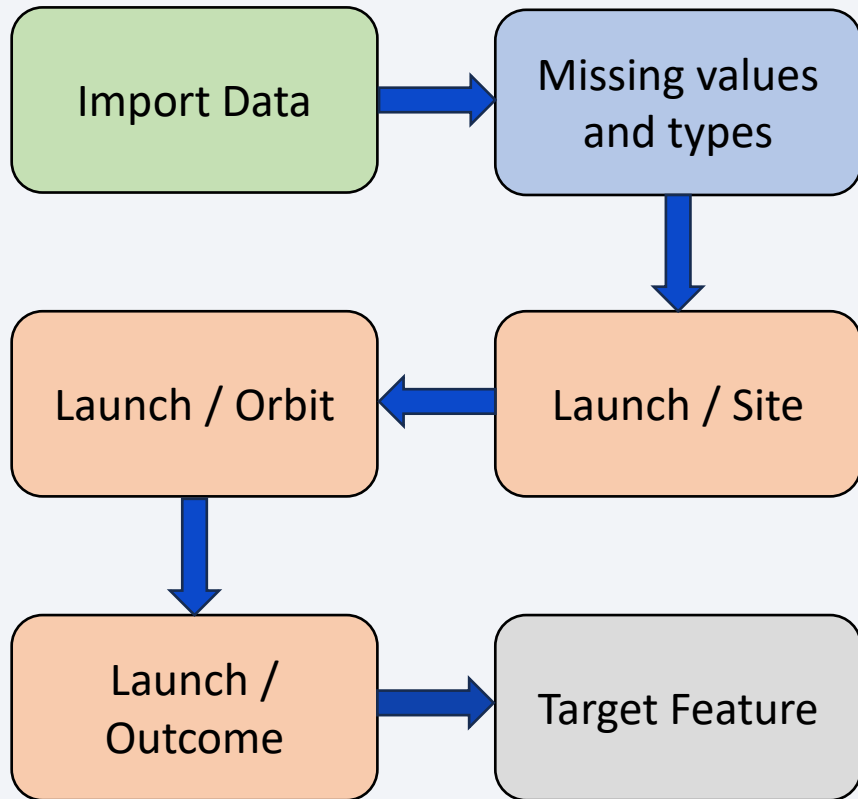 Import Data
Missing values
and types
Launch / Orbit
Launch / Site
Launch /
Outcome
Target Feature